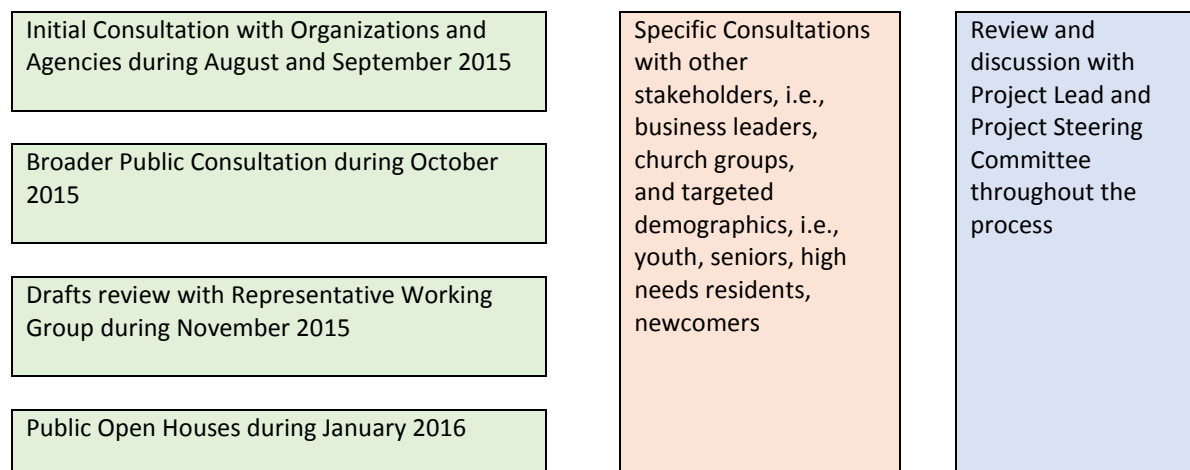 Initial Consultation with Organizations and
Agencies during August and September 2015
Broader Public Consultation during October
2015
Drafts review with Representative Working
Group during November 2015
Public Open Houses during January 2016
Specific Consultations
with other
stakeholders, i.e.,
business leaders,
church groups,
and targeted
demographics, i.e.,
youth, seniors, high
needs residents,
newcomers
Review and
discussion with
Project Lead and
Project Steering
Committee
throughout the
process